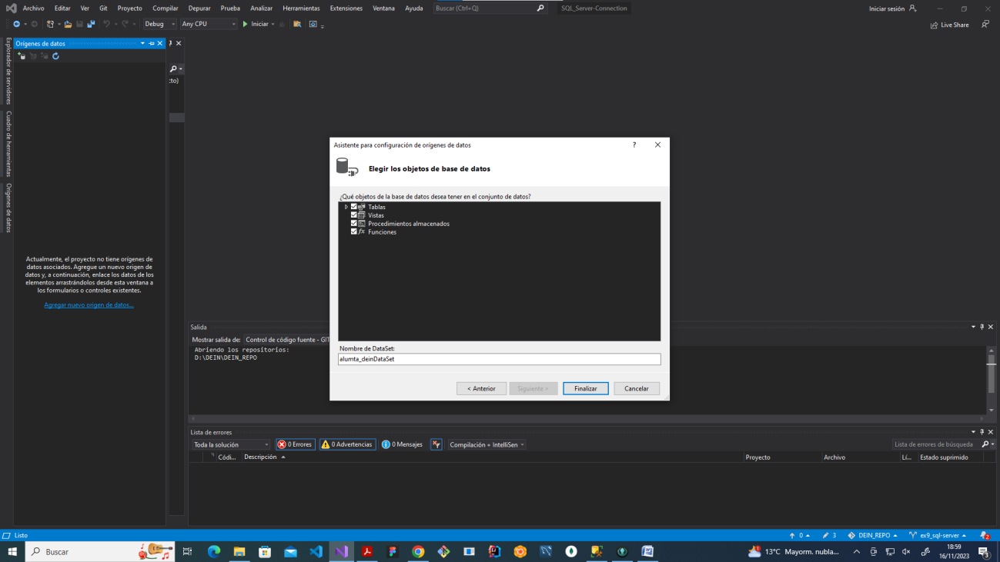 Archivo Editar Ver Git Proyecto Compilar Depurar Prueba Analizar Herramientas Extensiones Ventana Ayuda Buscar (Ctrl+Q) SQL_Server-Connection Iniciar sesión
Debug Any CPU Iniciar Live Share
Explorador de servidores
Cuadro de herramientas
Orígenes de datos
Orígenes de datos
:to)
Actualmente, el proyecto no tiene orígenes de
datos asociados. Agregue un nuevo origen de
datos y, a continuación, enlace los datos de los
elementos arrastrándolos desde esta ventana a
los formularios o controles existentes.
Agregar nuevo origen de datos...
Asistente para configuración de orígenes de datos ? 
Elegir los objetos de base de datos
¿Qué objetos de la base de datos desea tener en el conjunto de datos?
Tablas
Vistas
Procedimientos almacenados
fx Funciones
Nombre de DataSet:
alumta_deinDataSet
< Anterior Siguiente > Finalizar Cancelar
Salida
Mostrar salida de: Control de código fuente - GIT
Abriendo los repositorios:
D:\DEIN\DEIN_REPO
Lista de errores
Toda la solución 0 Errores 0 Advertencias 0 Mensajes Compilación + IntelliSen Lista de errores de búsqueda
Códi... Descripción Proyecto Archivo Lí... Estado suprimido
Listo 0 3 DEIN_REPO ex9_sql-server 2
Buscar 13°C Mayorm. nubla... 18:59
16/11/2023 3